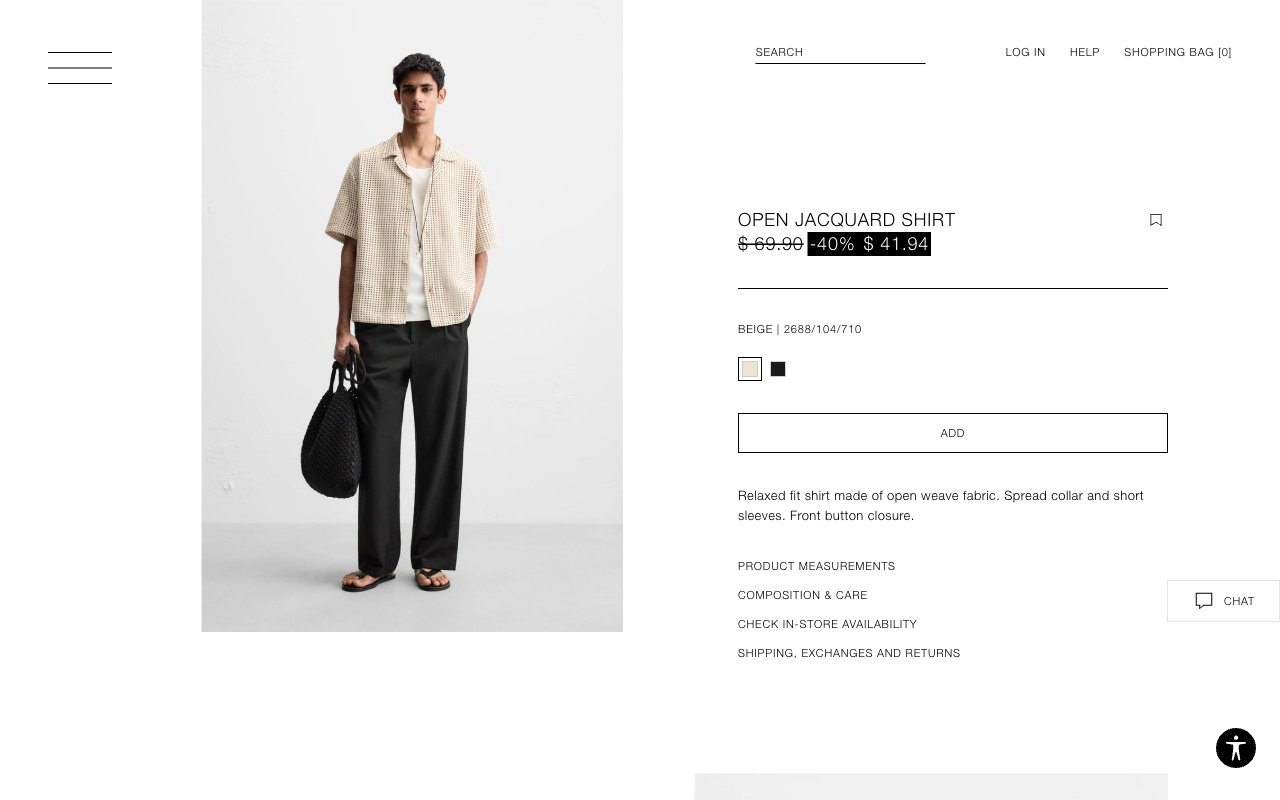 SEARCH
LOG IN
HELP
SHOPPING BAG [0]
OPEN JACQUARD SHIRT
$ 69.90 -40% $ 41.94
BEIGE | 2688/104/710
ADD
Relaxed fit shirt made of open weave fabric. Spread collar and short
sleeves. Front button closure.
PRODUCT MEASUREMENTS
COMPOSITION & CARE
CHECK IN-STORE AVAILABILITY
SHIPPING, EXCHANGES AND RETURNS
CHAT